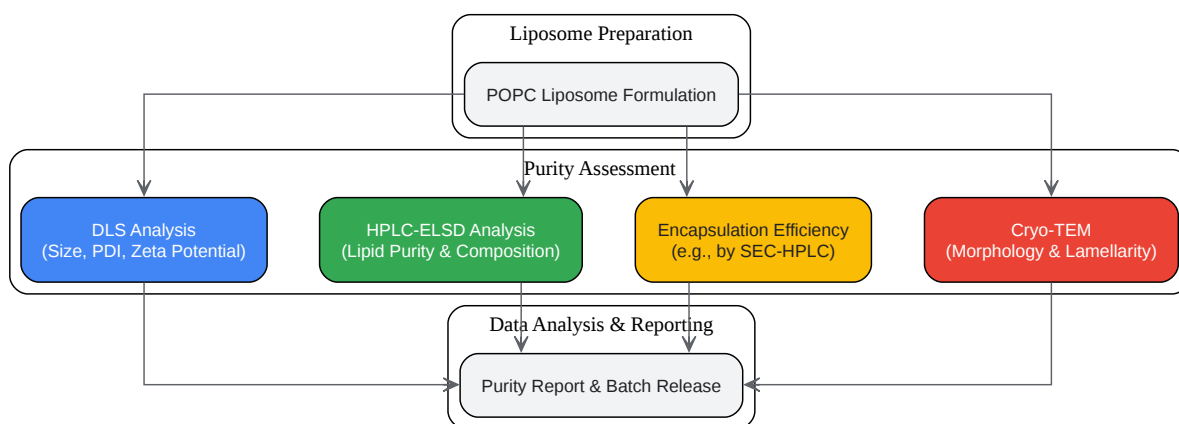 Liposome Preparation
POPC Liposome Formulation
Purity Assessment
DLS Analysis
(Size, PDI, Zeta Potential)
HPLC-ELSD Analysis
(Lipid Purity & Composition)
Encapsulation Efficiency
(e.g., by SEC-HPLC)
Cryo-TEM
(Morphology & Lamellarity)
Data Analysis & Reporting
Purity Report & Batch Release